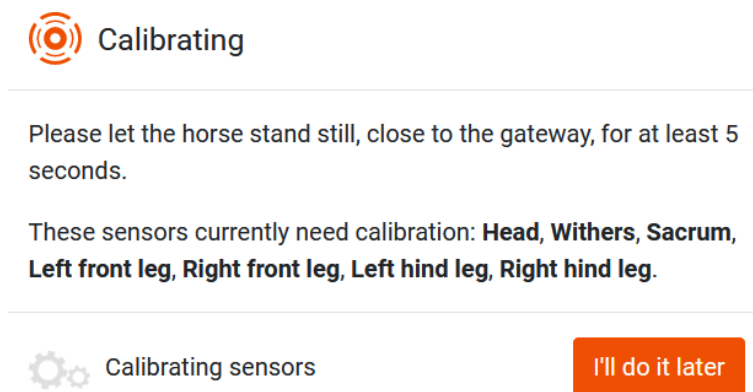 Calibrating
Please let the horse stand still, close to the gateway, for at least 5
seconds.
These sensors currently need calibration: Head, Withers, Sacrum,
Left front leg, Right front leg, Left hind leg, Right hind leg.
Calibrating sensors
I'll do it later